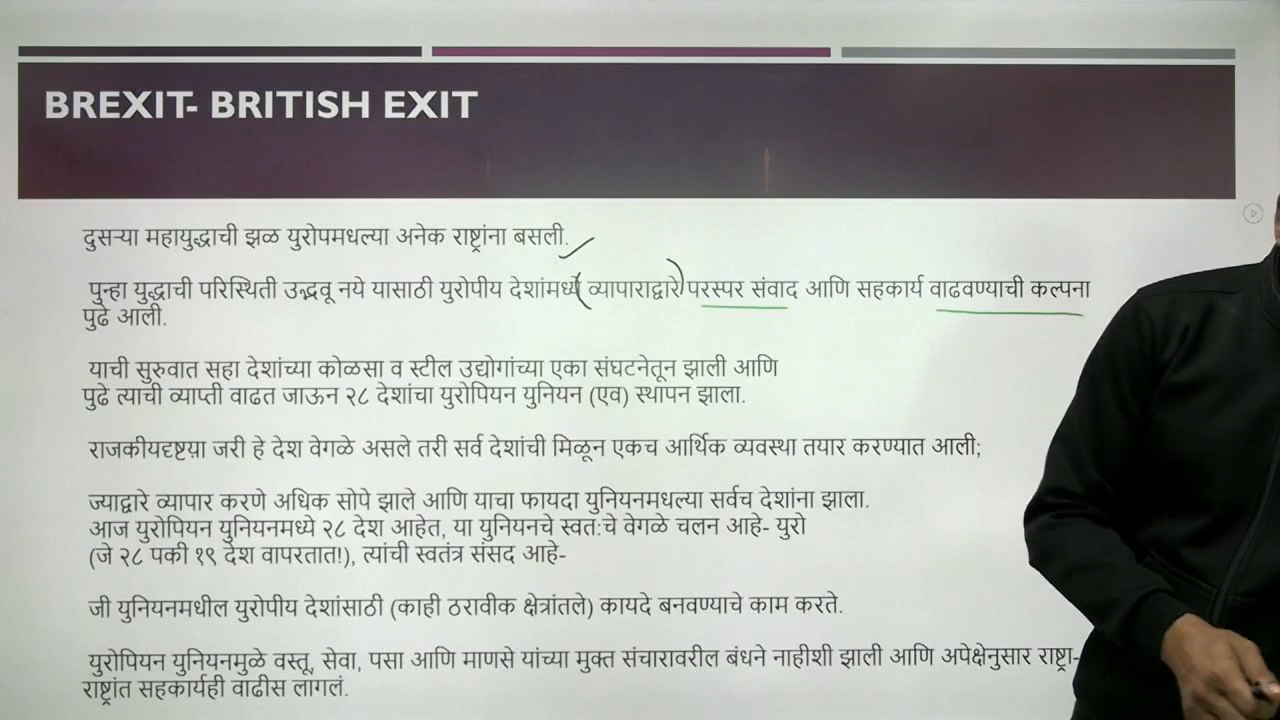 BREXIT- BRITISH EXIT
दुसऱ्या महायुद्धाची झळ युरोपमधल्या अनेक राष्ट्रांना बसली.
पुन्हा युद्धाची परिस्थिती उद्भवू नये यासाठी युरोपीय देशांमध्ये (व्यापाराद्वारे) परस्पर संवाद आणि सहकार्य वाढवण्याची कल्पना
पुढे आली.
याची सुरुवात सहा देशांच्या कोळसा व स्टील उद्योगांच्या एका संघटनेतून झाली आणि
पुढे त्याची व्याप्ती वाढत जाऊन २८ देशांचा युरोपियन युनियन (एव) स्थापन झाला.
राजकीयदृष्टय़ा जरी हे देश वेगळे असले तरी सर्व देशांची मिळून एकच आर्थिक व्यवस्था तयार करण्यात आली;
ज्याद्वारे व्यापार करणे अधिक सोपे झाले आणि याचा फायदा युनियनमधल्या सर्वच देशांना झाला.
आज युरोपियन युनियनमध्ये २८ देश आहेत, या युनियनचे स्वत:चे वेगळे चलन आहे- युरो
(जे २८ पकी १९ देश वापरतात!), त्यांची स्वतंत्र संसद आहे-
जी युनियनमधील युरोपीय देशांसाठी (काही ठरावीक क्षेत्रांतले) कायदे बनवण्याचे काम करते.
युरोपियन युनियनमुळे वस्तू, सेवा, पसा आणि माणसे यांच्या मुक्त संचारावरील बंधने नाहीशी झाली आणि अपेक्षेनुसार राष्ट्रा-
राष्ट्रांत सहकार्यही वाढीस लागलं.